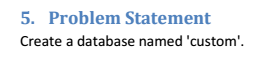 5. Problem Statement
Create a database named 'custom'.